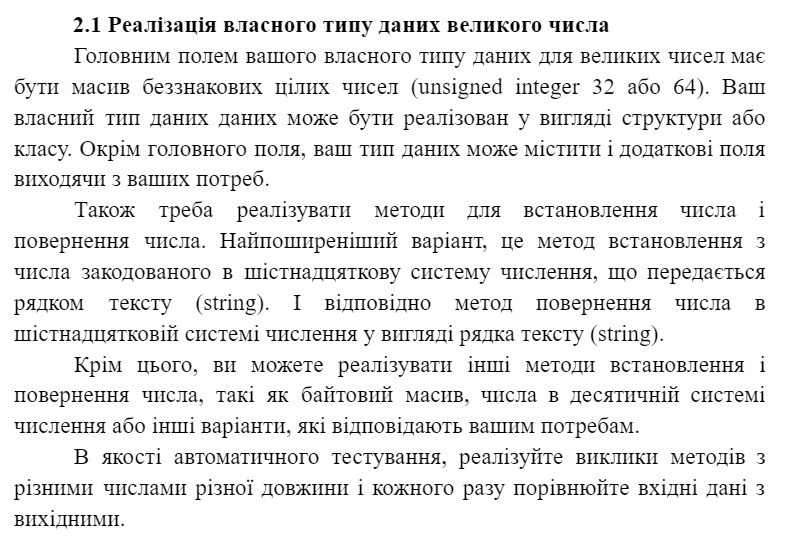 2.1 Реалізація власного типу даних великого числа
Головним полем вашого власного типу даних для великих чисел має
бути масив беззнакових цілих чисел (unsigned integer 32 або 64). Ваш
власний тип даних даних може бути реалізован у вигляді структури або
класу. Окрім головного поля, ваш тип даних може містити і додаткові поля
виходячи з ваших потреб.
Також треба реалізувати методи для встановлення числа і
повернення числа. Найпоширеніший варіант, це метод встановлення з
числа закодованого в шістнадцяткову систему числення, що передається
рядком тексту (string). І відповідно метод повернення числа в
шістнадцятковій системі числення у вигляді рядка тексту (string).
Крім цього, ви можете реалізувати інші методи встановлення і
повернення числа, такі як байтовий масив, числа в десятичній системі
числення або інші варіанти, які відповідають вашим потребам.
В якості автоматичного тестування, реалізуйте виклики методів з
різними числами різної довжини і кожного разу порівнюйте вхідні дані з
вихідними.